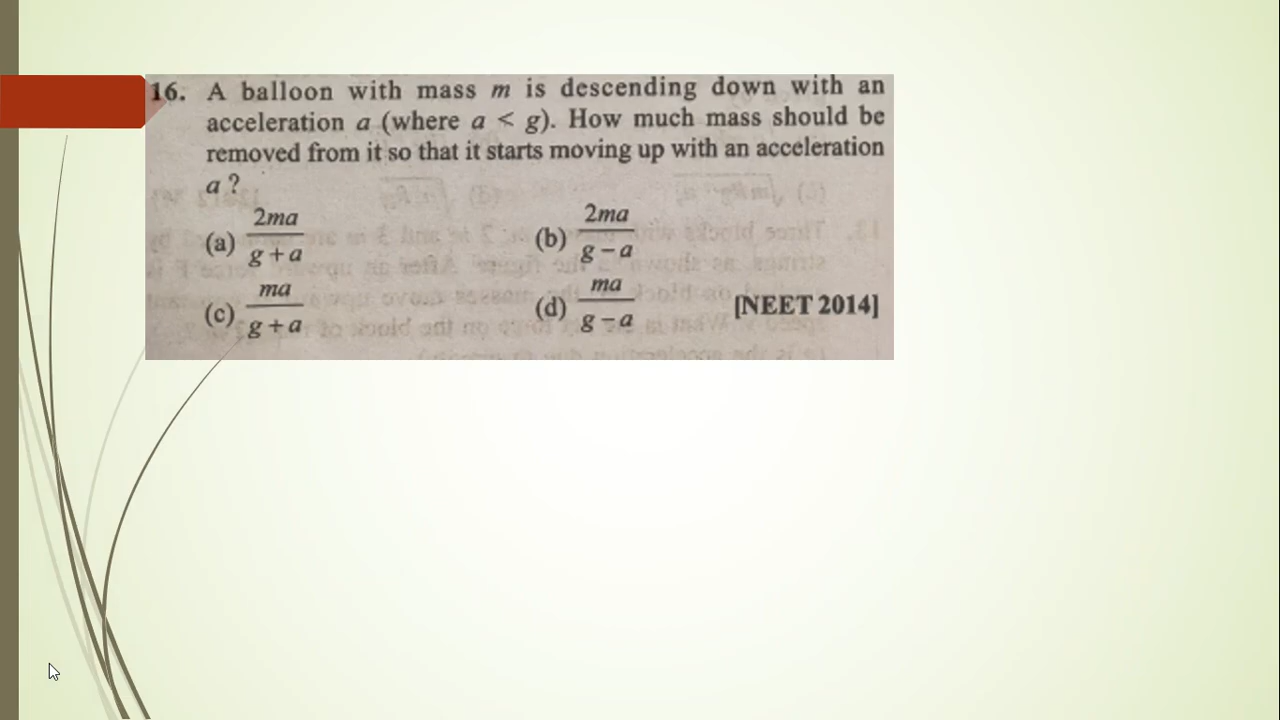 16. A balloon with mass m is descending down with an
acceleration a (where a < g). How much mass should be
removed from it so that it starts moving up with an acceleration
a ?
(a) 2ma / g + a (b) 2ma / g – a
(c) ma / g + a (d) ma / g – a [NEET 2014]